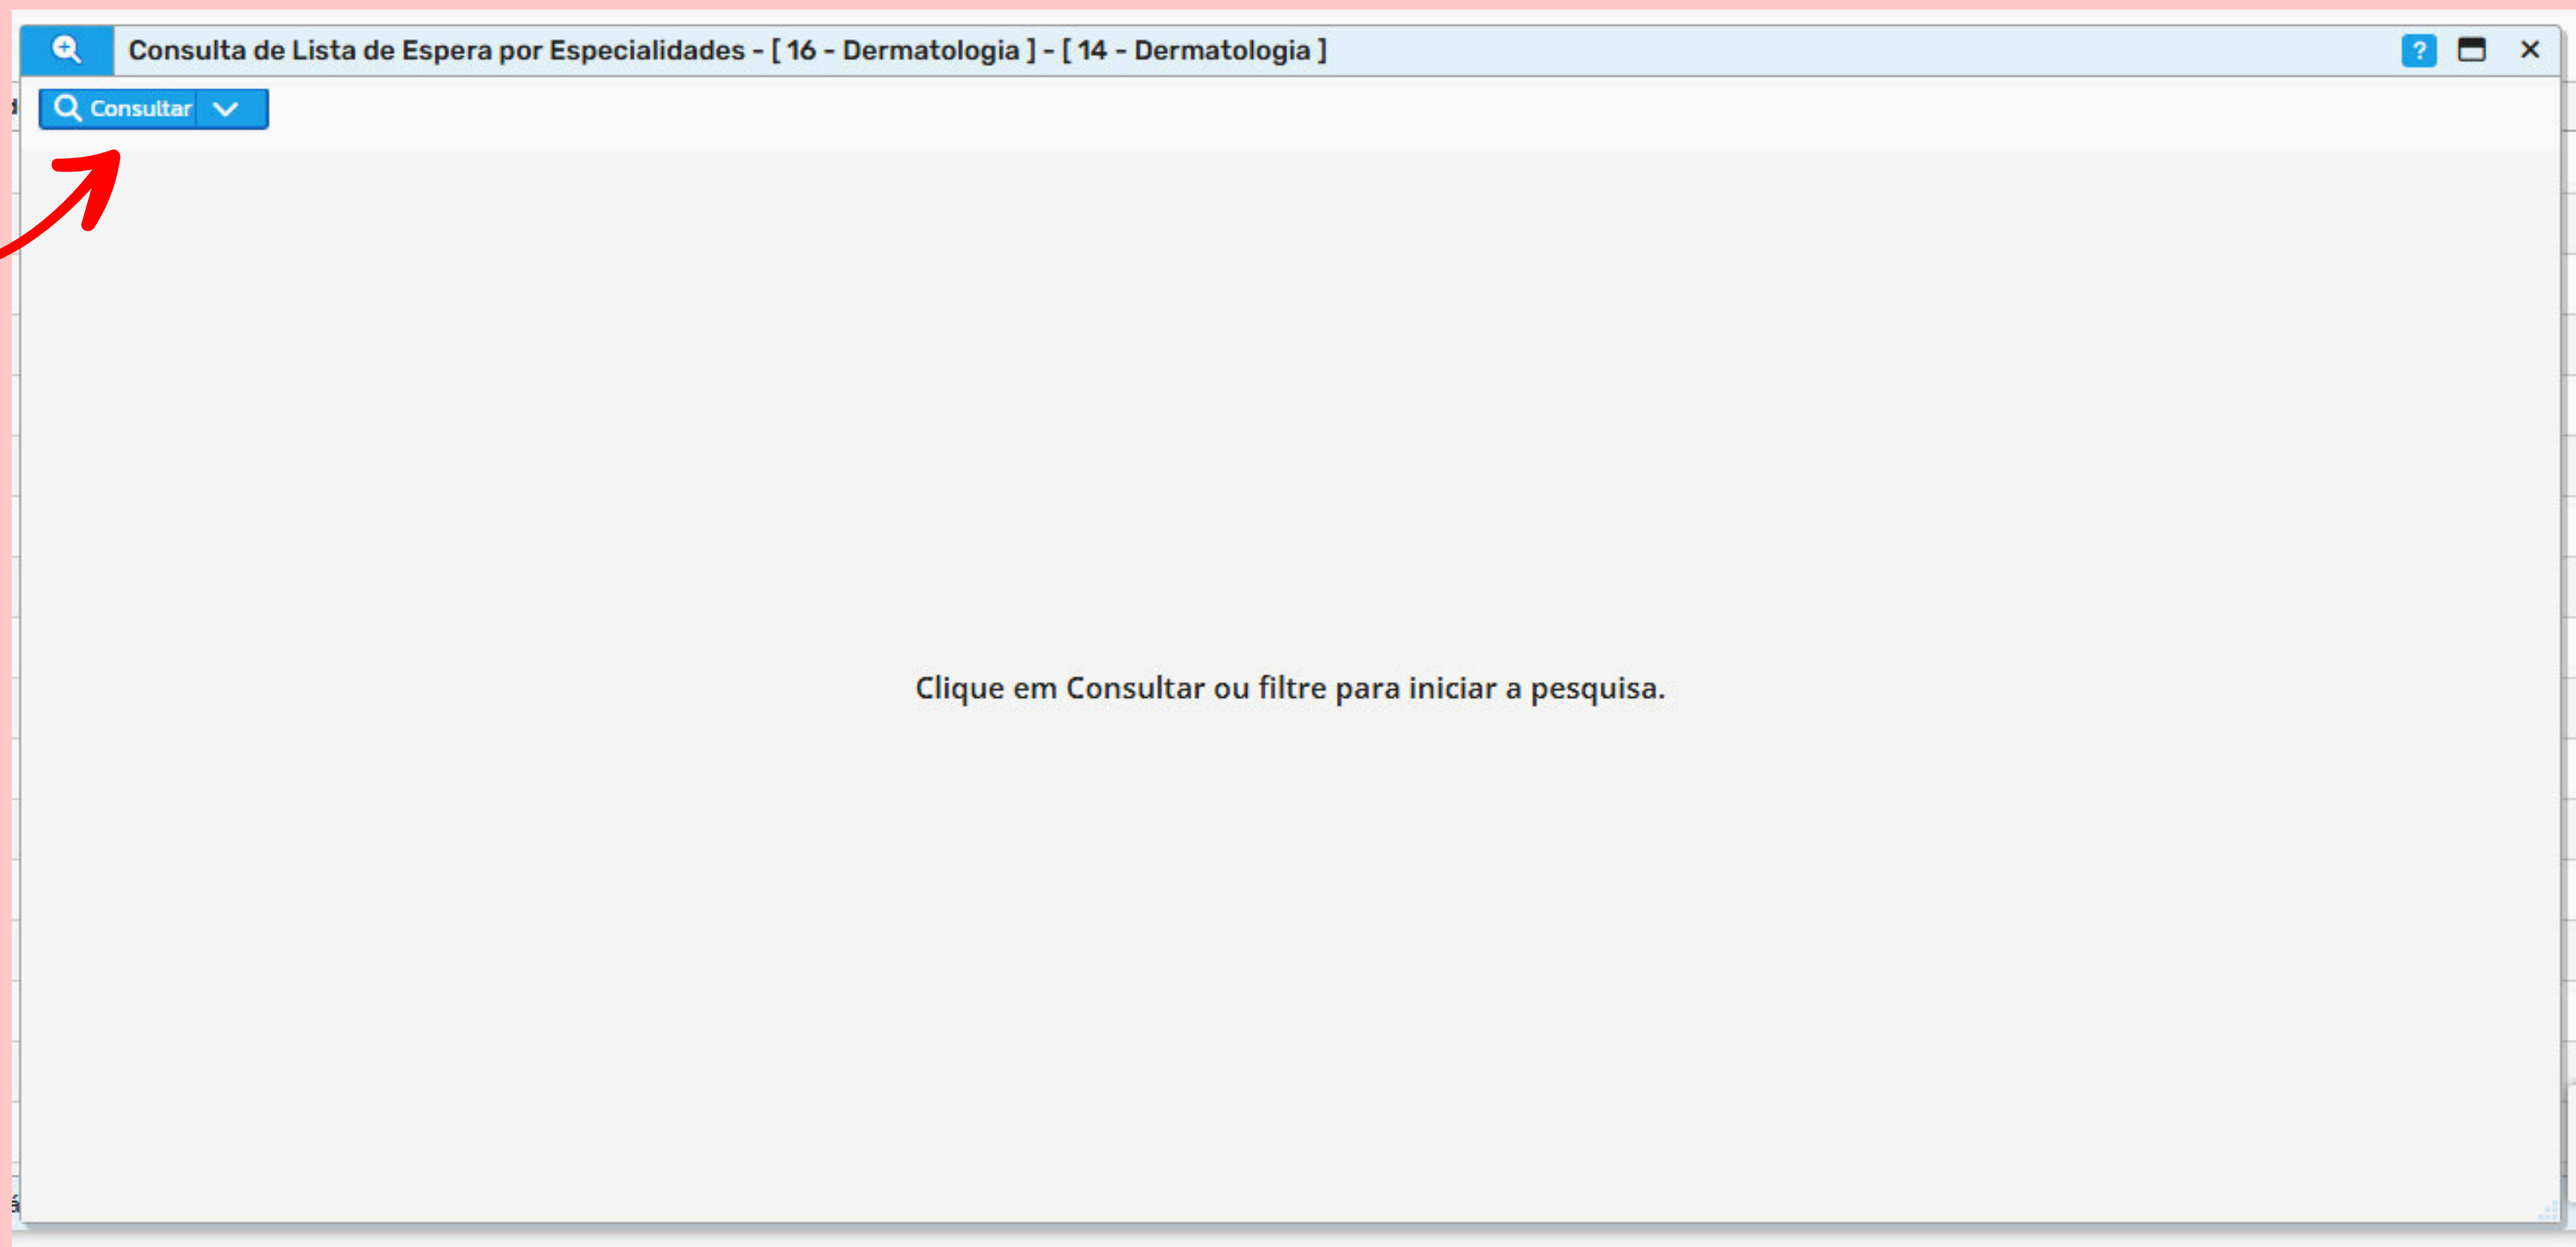 Consulta de Lista de Espera por Especialidades - [ 16 - Dermatologia ] - [ 14 - Dermatologia ]
?
Consultar
Clique em Consultar ou filtre para iniciar a pesquisa.